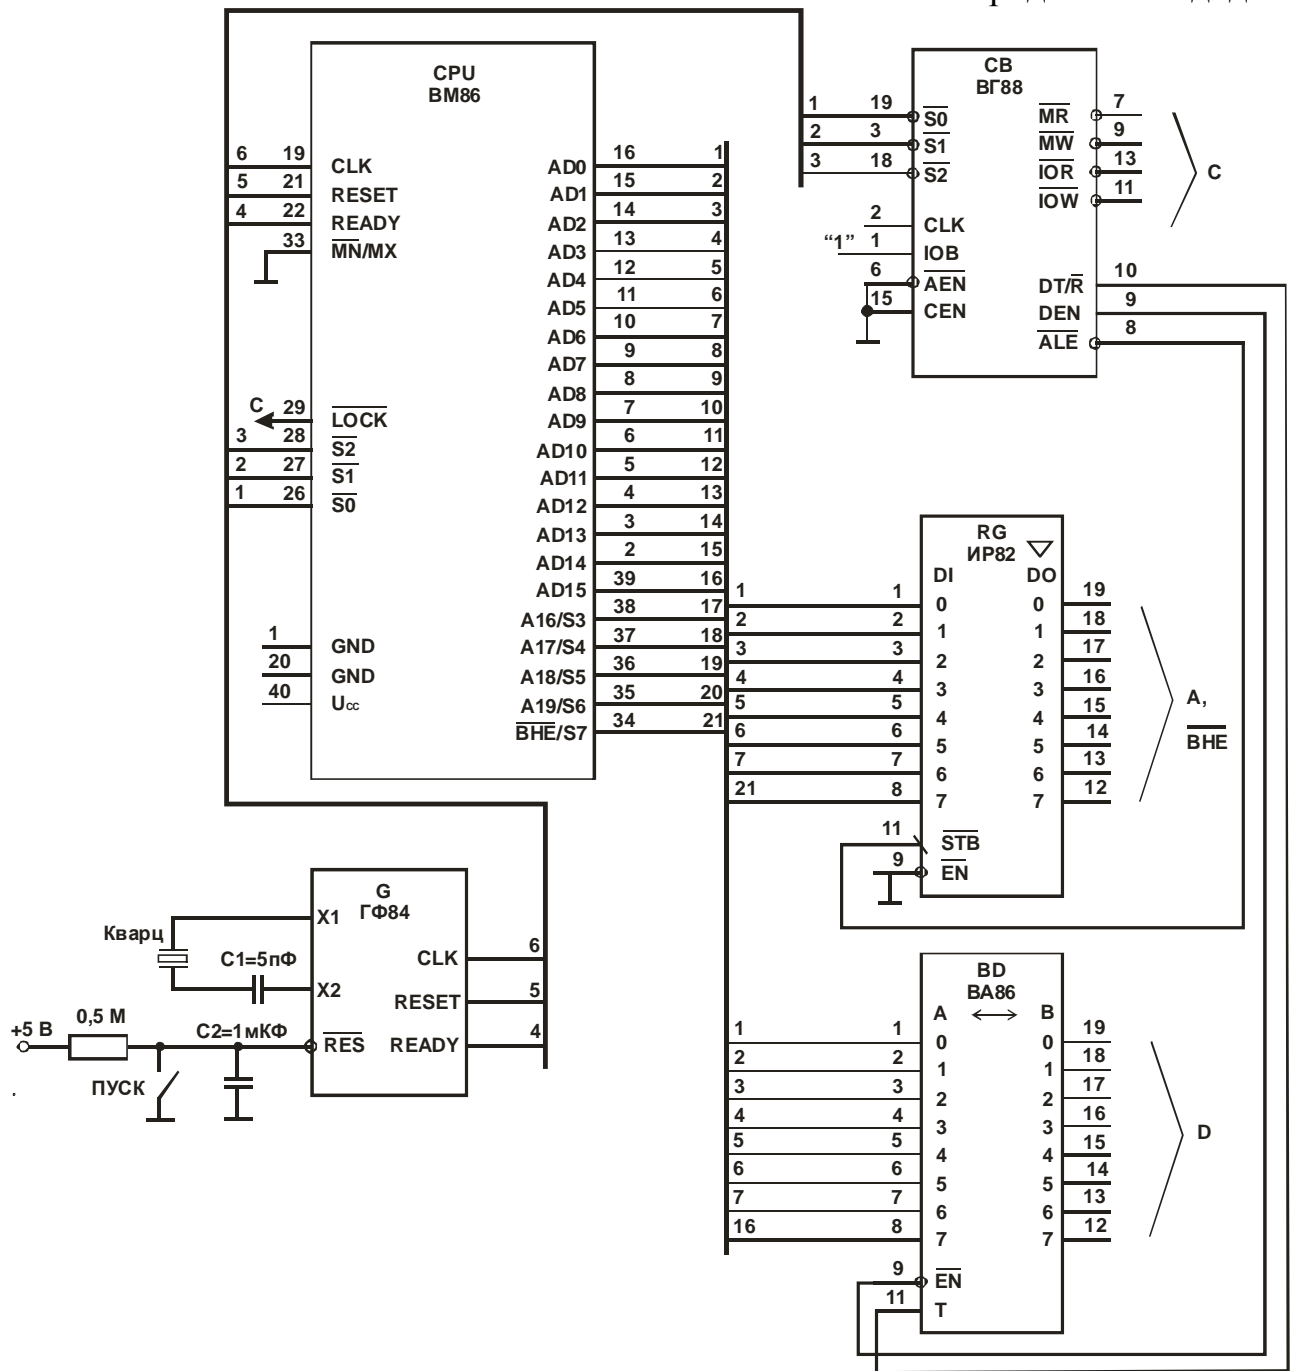 CPU
ВМ86
6 19 CLK
5 21 RESET
4 22 READY
33 MN/MX
C 29 LOCK
3 28 S2
2 27 S1
1 26 S0
1 GND
20 GND
40 Ucc
AD0 16 1
AD1 15 2
AD2 14 3
AD3 13 4
AD4 12 5
AD5 11 6
AD6 10 7
AD7 9 8
AD8 8 9
AD9 7 10
AD10 6 11
AD11 5 12
AD12 4 13
AD13 3 14
AD14 2 15
AD15 39 16
A16/S3 38 17
A17/S4 37 18
A18/S5 36 19
A19/S6 35 20
BHE/S7 34 21
CB
ВГ88
1 19 S0
2 3 S1
3 18 S2
2 CLK
“1” 1 IOB
6 AEN
15 CEN
MR 7
MW 9
IOR 13
IOW 11
C
DT/R 10
DEN 9
ALE 8
RG
ИР82
DI DO
1 1 0 0 19
2 2 1 1 18
3 3 2 2 17
4 4 3 3 16
5 5 4 4 15
6 6 5 5 14
7 7 6 6 13
21 8 7 7 12
11 STB
9 EN
A,
BHE
G
ГФ84
X1
X2
RES
CLK 6
RESET 5
READY 4
Кварц
C1=5пФ
+5 В
0,5 М
C2=1мКФ
ПУСК
BD
ВА86
A B
1 1 0 0 19
2 2 1 1 18
3 3 2 2 17
4 4 3 3 16
5 5 4 4 15
6 6 5 5 14
7 7 6 6 13
16 8 7 7 12
9 EN
11 T
D